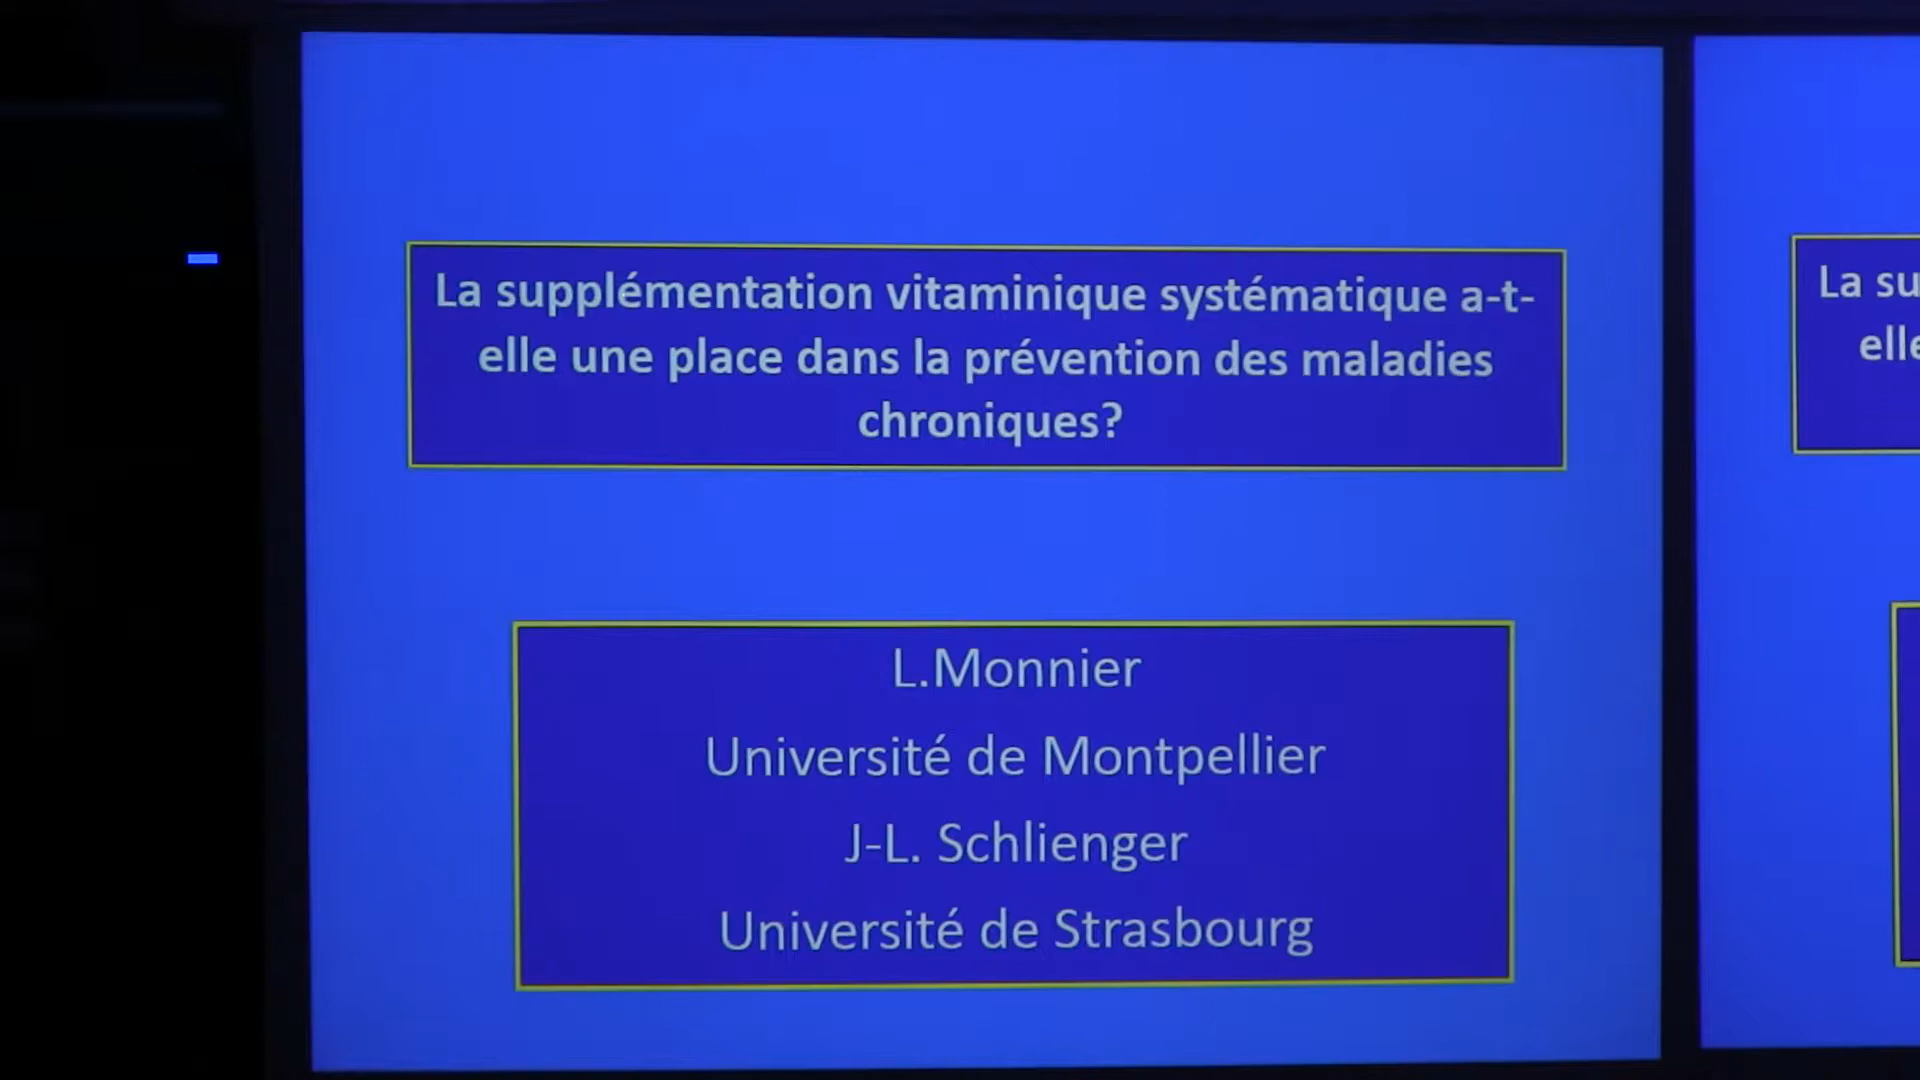 La supplémentation vitaminique systématique a-t-
elle une place dans la prévention des maladies
chroniques?
L.Monnier
Université de Montpellier
J-L. Schlienger
Université de Strasbourg
La su
elle